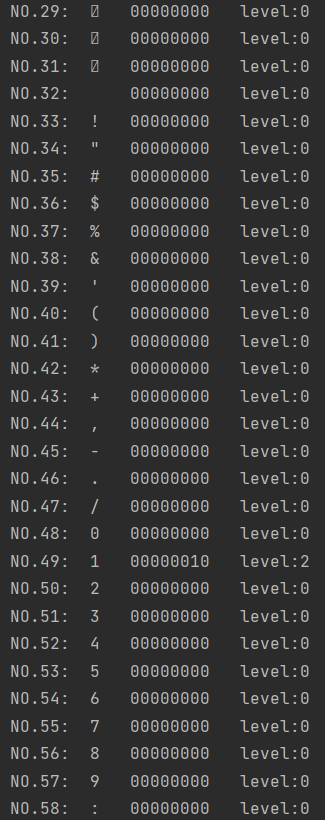 NO.29: 00000000 level:0
NO.30: 00000000 level:0
NO.31: 00000000 level:0
NO.32: 00000000 level:0
NO.33: ! 00000000 level:0
NO.34: " 00000000 level:0
NO.35: # 00000000 level:0
NO.36: $ 00000000 level:0
NO.37: % 00000000 level:0
NO.38: & 00000000 level:0
NO.39: ' 00000000 level:0
NO.40: ( 00000000 level:0
NO.41: ) 00000000 level:0
NO.42: * 00000000 level:0
NO.43: + 00000000 level:0
NO.44: , 00000000 level:0
NO.45: - 00000000 level:0
NO.46: . 00000000 level:0
NO.47: / 00000000 level:0
NO.48: 0 00000000 level:0
NO.49: 1 00000010 level:2
NO.50: 2 00000000 level:0
NO.51: 3 00000000 level:0
NO.52: 4 00000000 level:0
NO.53: 5 00000000 level:0
NO.54: 6 00000000 level:0
NO.55: 7 00000000 level:0
NO.56: 8 00000000 level:0
NO.57: 9 00000000 level:0
NO.58: : 00000000 level:0